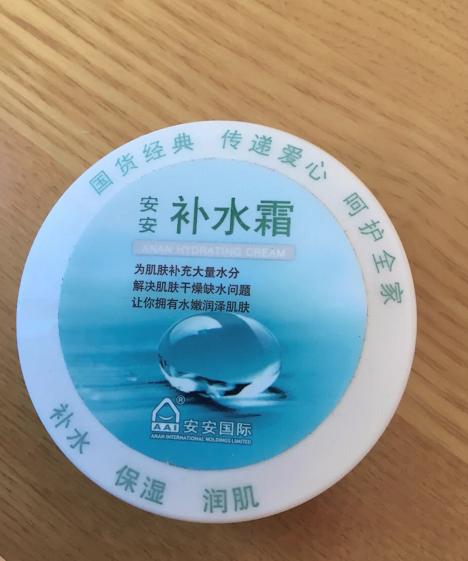 国货经典 传递爱心 呵护全家
安安
补水霜
ANAN HYDRATING CREAM
为肌肤补充大量水分
解决肌肤干燥缺水问题
让你拥有水嫩润泽肌肤
®
AAI
安安国际
ANAN INTERNATIONAL HOLDINGS LIMITED
补水 保湿 润肌